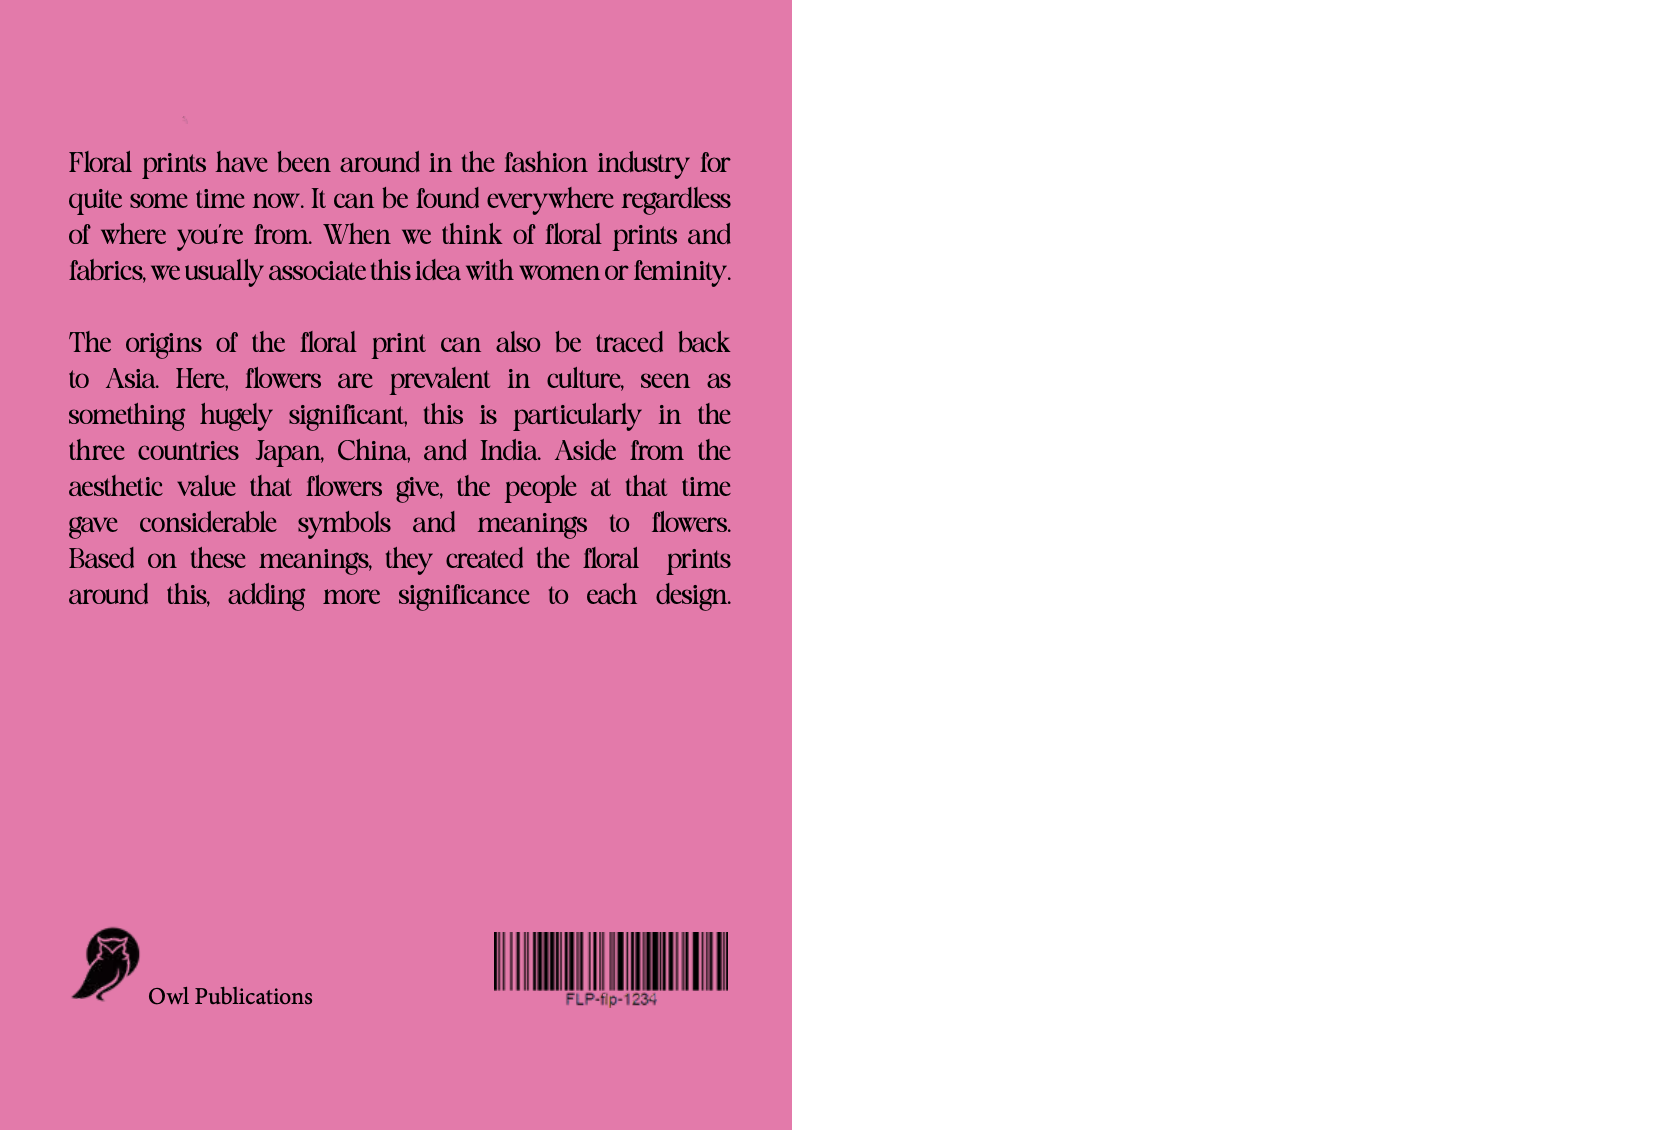 Floral prints have been around in the fashion industry for
quite some time now. It can be found everywhere regardless
of where you're from. When we think of floral prints and
fabrics, we usually associate this idea with women or feminity.
The origins of the floral print can also be traced back
to Asia. Here, flowers are prevalent in culture, seen as
something hugely significant, this is particularly in the
three countries Japan, China, and India. Aside from the
aesthetic value that flowers give, the people at that time
gave considerable symbols and meanings to flowers.
Based on these meanings, they created the floral prints
around this, adding more significance to each design.
Owl Publications
FLP-flp-1234